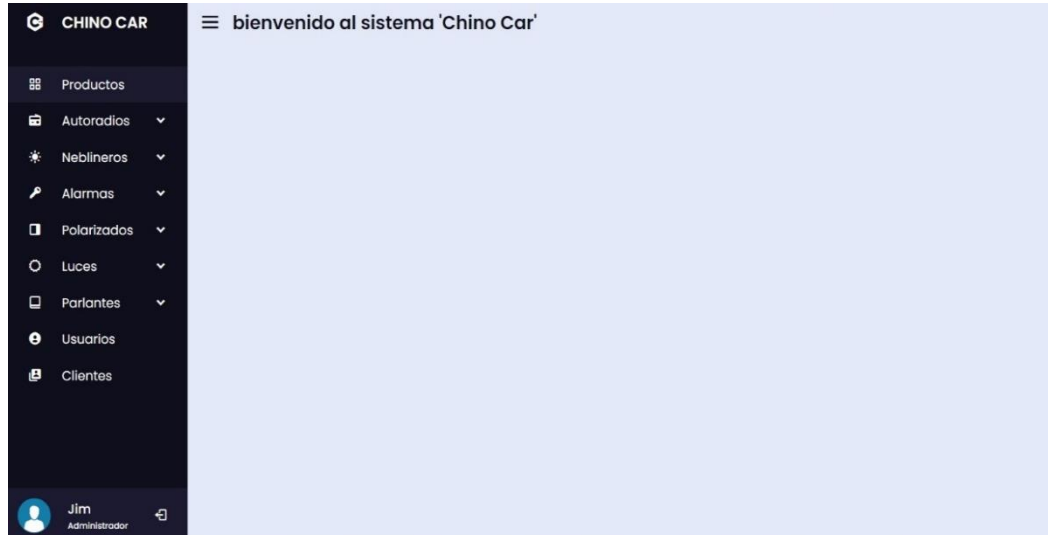 CHINO CAR
bienvenido al sistema 'Chino Car'
Productos
Autoradios
Neblineros
Alarmas
Polarizados
Luces
Parlantes
Usuarios
Clientes
Jim
Administrador